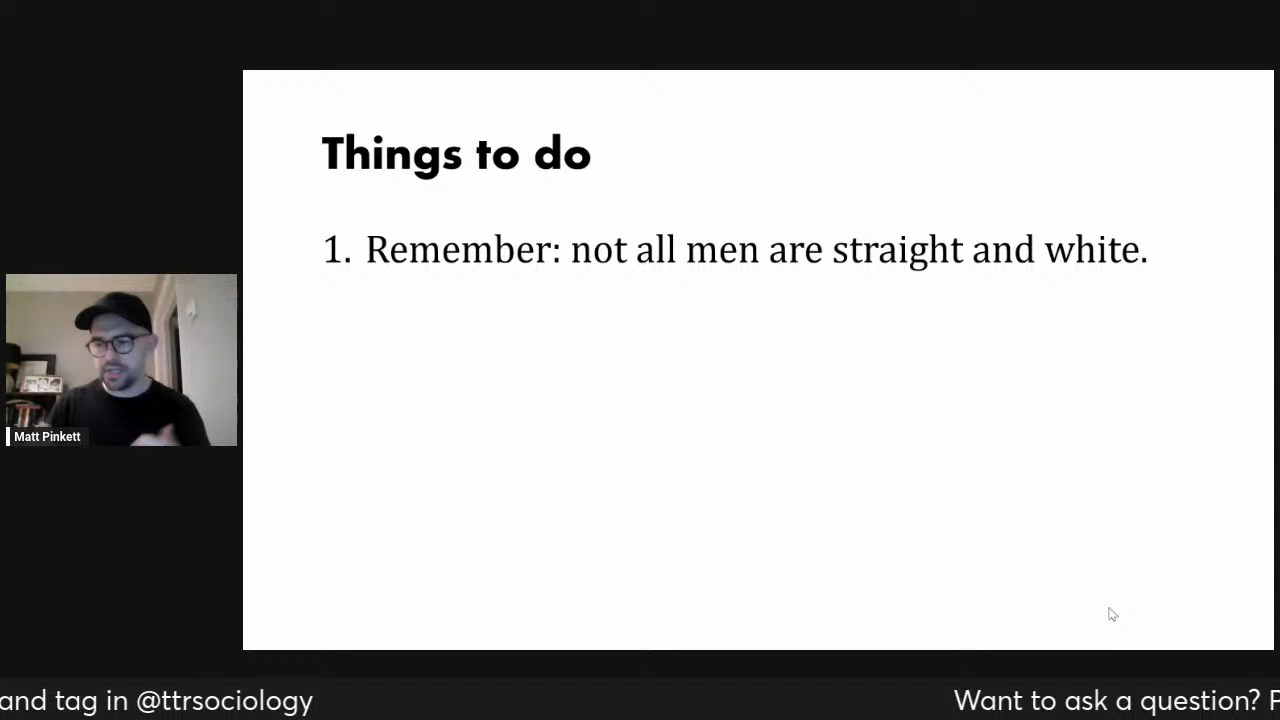 Things to do
1. Remember: not all men are straight and white.
Matt Pinkett
and tag in @ttrsociology
Want to ask a question? P